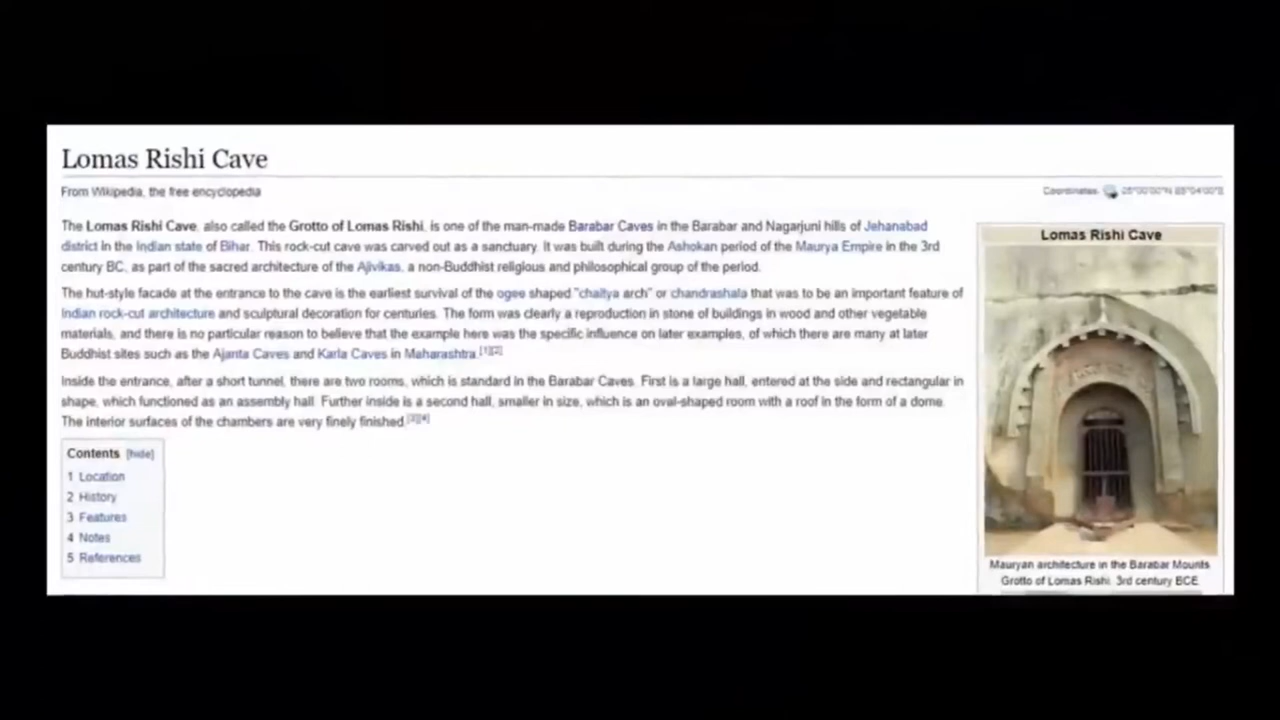 Lomas Rishi Cave
From Wikipedia, the free encyclopedia
Coordinates:
The Lomas Rishi Cave, also called the Grotto of Lomas Rishi, is one of the man-made Barabar Caves in the Barabar and Nagarjuni hills of Jehanabad
district in the Indian state of Bihar. This rock-cut cave was carved out as a sanctuary. It was built during the Ashokan period of the Maurya Empire in the 3rd
century BC, as part of the sacred architecture of the Ajivikas, a non-Buddhist religious and philosophical group of the period.
The hut-style facade at the entrance to the cave is the earliest survival of the ogee shaped "chaitya arch" or chandrashala that was to be an important feature of
Indian rock-cut architecture and sculptural decoration for centuries. The form was clearly a reproduction in stone of buildings in wood and other vegetable
materials, and there is no particular reason to believe that the example here was the specific influence on later examples, of which there are many at later
Buddhist sites such as the Ajanta Caves and Karla Caves in Maharashtra.[1][2]
Inside the entrance, after a short tunnel, there are two rooms, which is standard in the Barabar Caves. First is a large hall, entered at the side and rectangular in
shape, which functioned as an assembly hall. Further inside is a second hall, smaller in size, which is an oval-shaped room with a roof in the form of a dome.
The interior surfaces of the chambers are very finely finished.[3][4]
Contents [hide]
1 Location
2 History
3 Features
4 Notes
5 References
Lomas Rishi Cave
Mauryan architecture in the Barabar Mounts.
Grotto of Lomas Rishi. 3rd century BCE.